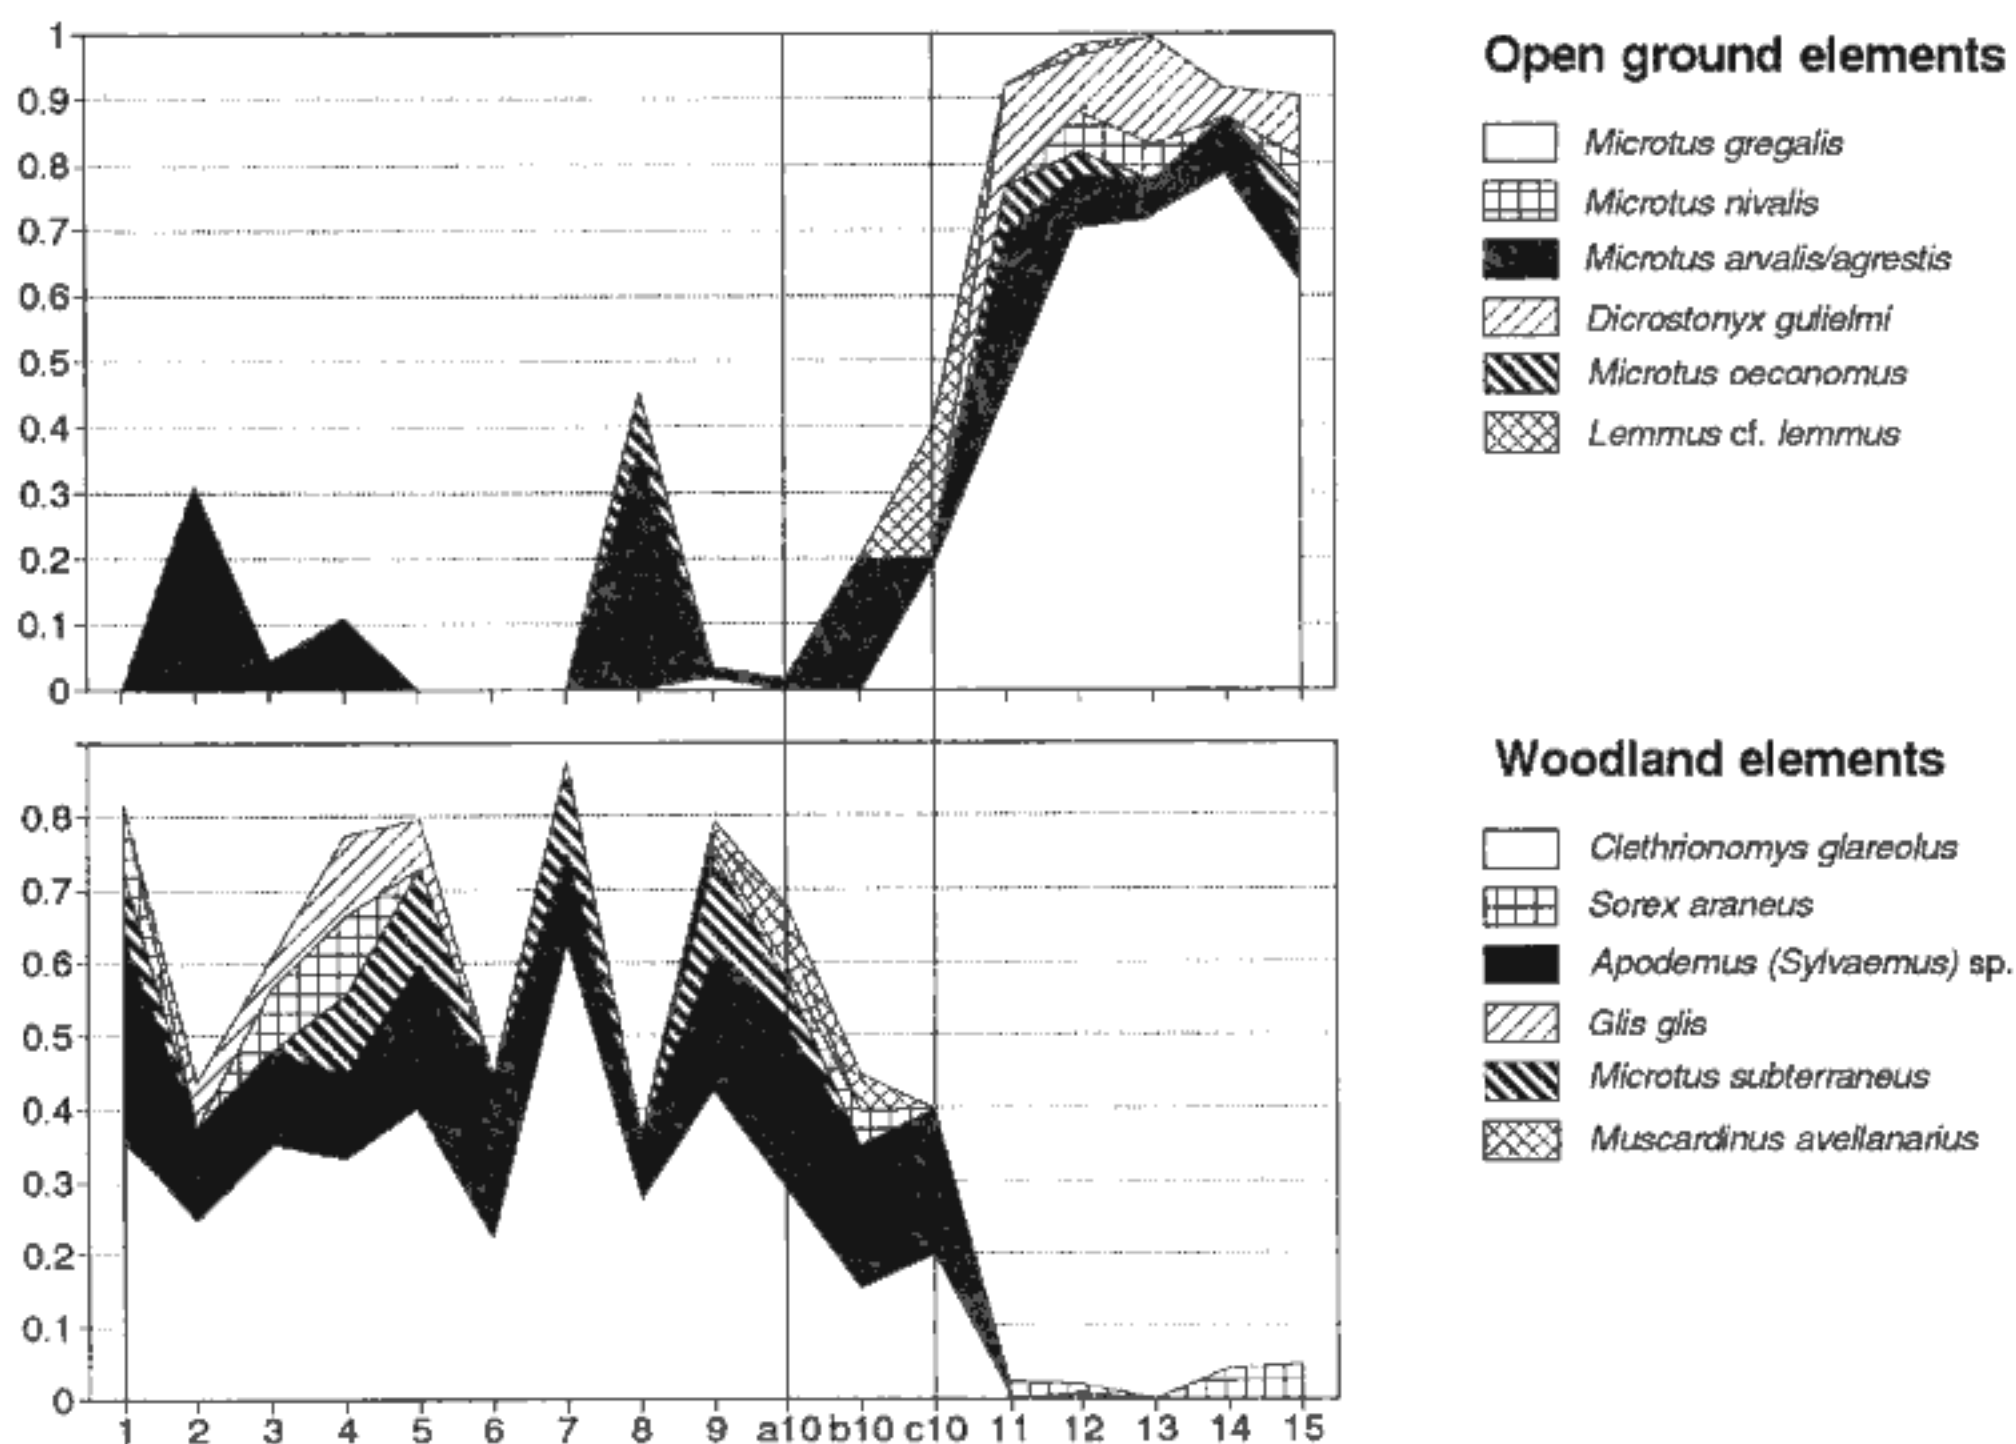 1
0.9
0.8
0.7
0.6
0.5
0.4
0.3
0.2
0.1
0
Open ground elements
Microtus gregalis
Microtus nivalis
Microtus arvalis/agrestis
Dicrostonyx gulielmi
Microtus oeconomus
Lemmus cf. lemmus
0.8
0.7
0.6
0.5
0.4
0.3
0.2
0.1
0
1 2 3 4 5 6 7 8 9 a10 b10 c10 11 12 13 14 15
Woodland elements
Clethrionomys glareolus
Sorex araneus
Apodemus (Sylvaemus) sp.
Glis glis
Microtus subterraneus
Muscardinus avellanarius